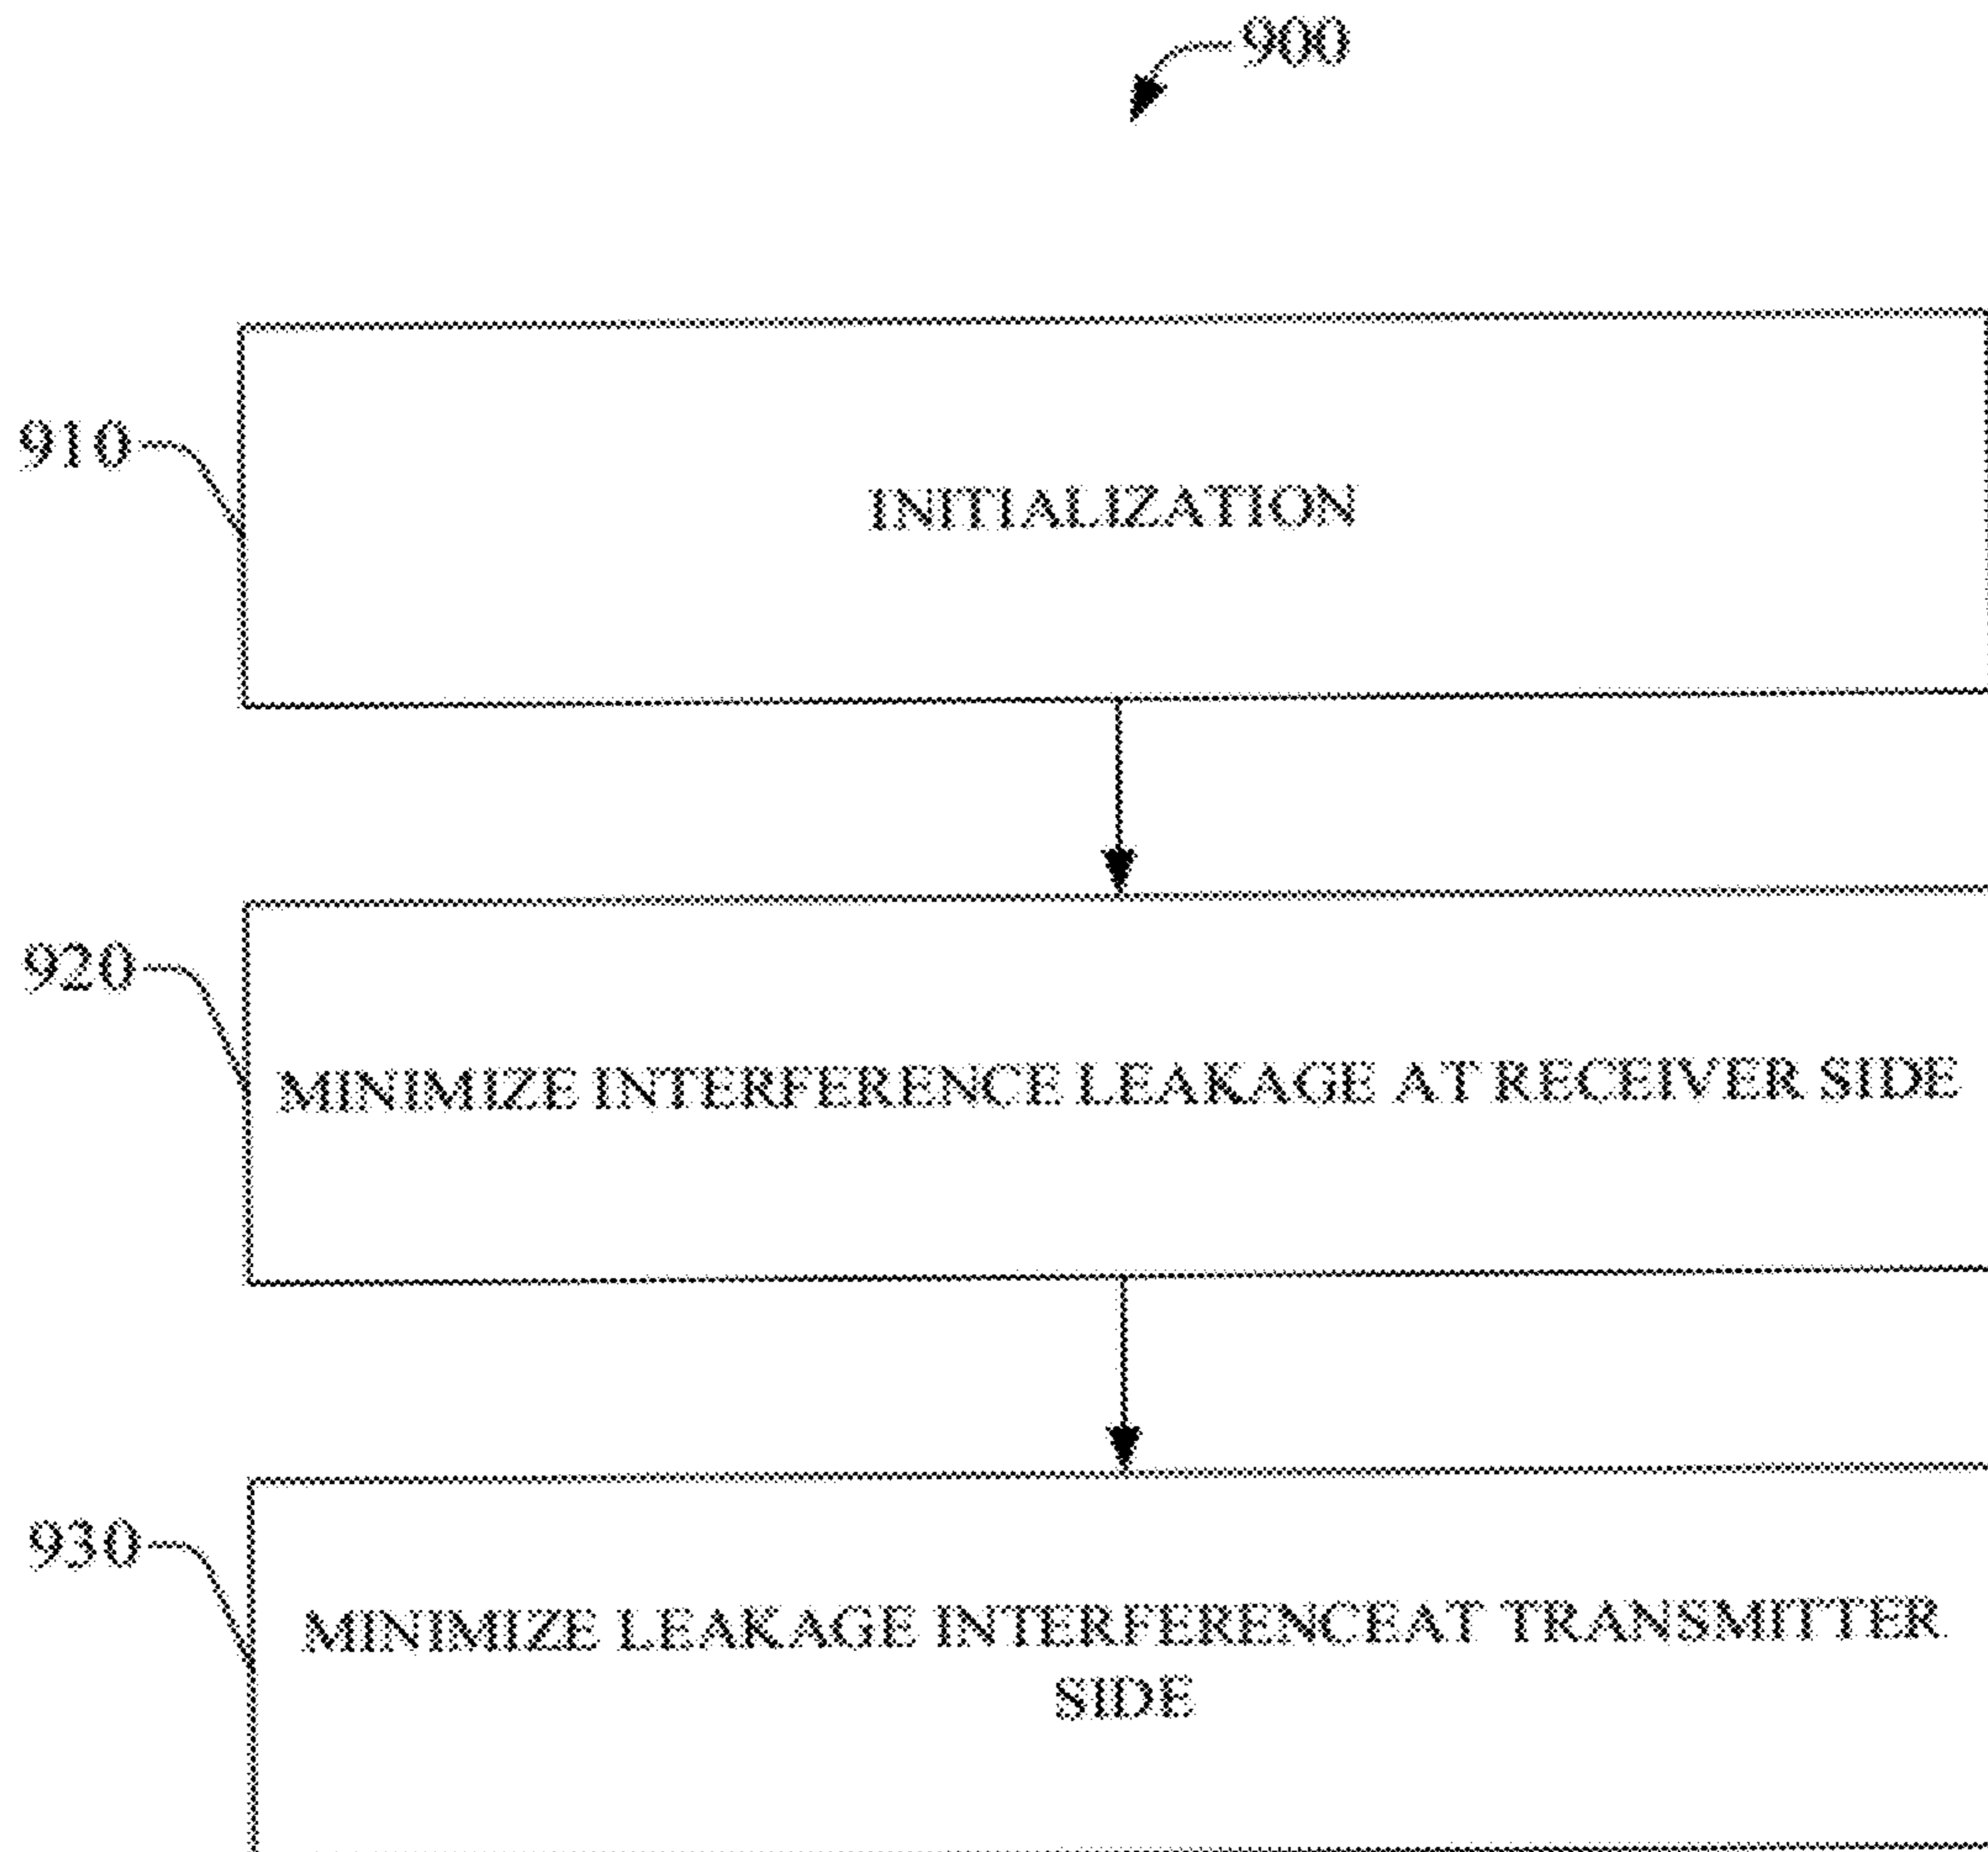 900
910
INITIALIZATION
920
MINIMIZE INTERFERENCE LEAKAGE AT RECEIVER SIDE
930
MINIMIZE LEAKAGE INTERFERENCEAT TRANSMITTER
SIDE